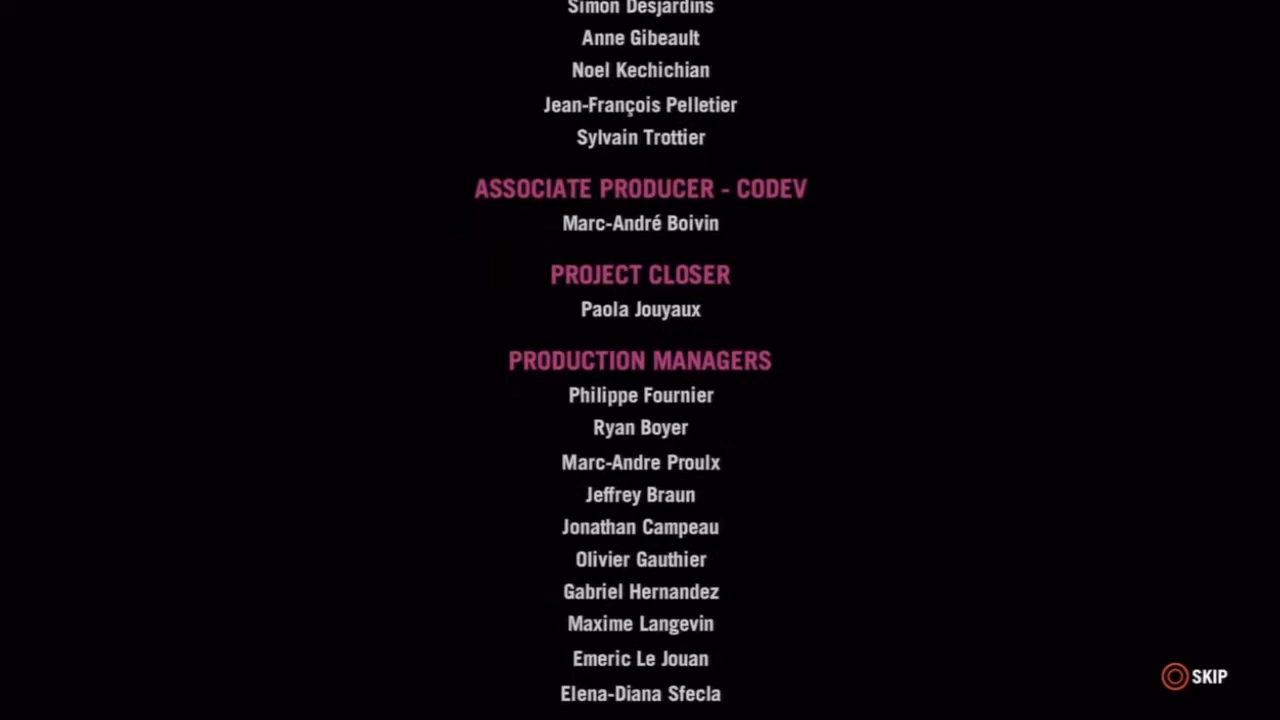 Simon Desjardins
Anne Gibeault
Noel Kechichian
Jean-François Pelletier
Sylvain Trottier
ASSOCIATE PRODUCER - CODEV
Marc-André Boivin
PROJECT CLOSER
Paola Jouyaux
PRODUCTION MANAGERS
Philippe Fournier
Ryan Boyer
Marc-Andre Proulx
Jeffrey Braun
Jonathan Campeau
Olivier Gauthier
Gabriel Hernandez
Maxime Langevin
Emeric Le Jouan
Elena-Diana Sfecla
SKIP